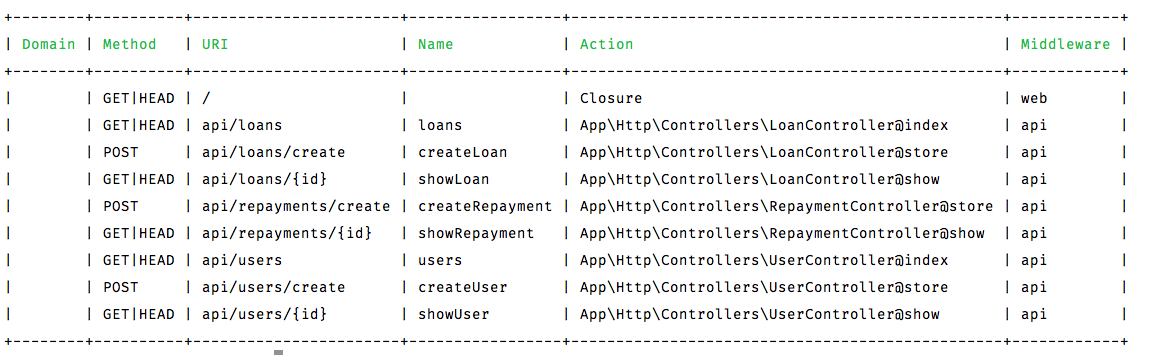 +--------+----------+-----------------------+----------------+------------------------------------------------+------------+
| Domain | Method   | URI                   | Name            | Action                                         | Middleware |
+--------+----------+-----------------------+----------------+------------------------------------------------+------------+
|        | GET|HEAD | /                     |                 | Closure                                        | web        |
|        | GET|HEAD | api/loans             | loans           | App\Http\Controllers\LoanController@index      | api        |
|        | POST     | api/loans/create      | createLoan      | App\Http\Controllers\LoanController@store      | api        |
|        | GET|HEAD | api/loans/{id}        | showLoan        | App\Http\Controllers\LoanController@show       | api        |
|        | POST     | api/repayments/create | createRepayment | App\Http\Controllers\RepaymentController@store | api        |
|        | GET|HEAD | api/repayments/{id}   | showRepayment   | App\Http\Controllers\RepaymentController@show  | api        |
|        | GET|HEAD | api/users             | users           | App\Http\Controllers\UserController@index      | api        |
|        | POST     | api/users/create      | createUser      | App\Http\Controllers\UserController@store      | api        |
|        | GET|HEAD | api/users/{id}        | showUser        | App\Http\Controllers\UserController@show       | api        |
+--------+----------+-----------------------+----------------+------------------------------------------------+------------+